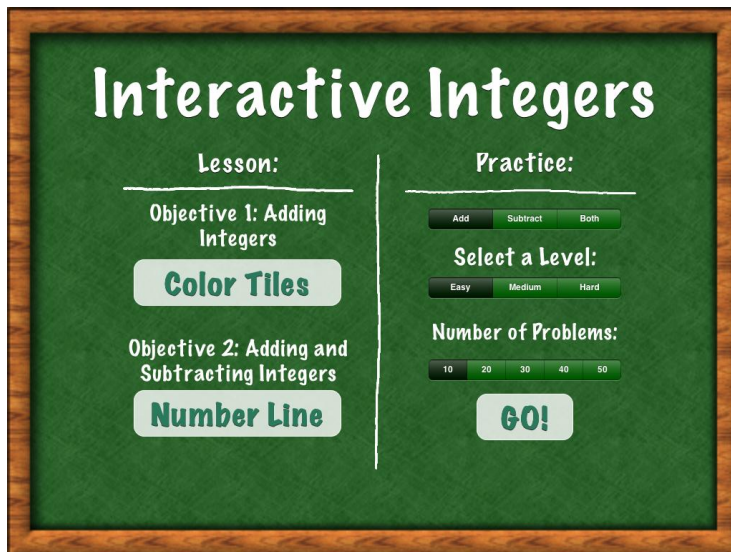 Interactive Integers
Lesson:
Objective 1: Adding
Integers
Color Tiles
Objective 2: Adding and
Subtracting Integers
Number Line
Practice:
Add Subtract Both
Select a Level:
Easy Medium Hard
Number of Problems:
10 20 30 40 50
GO!